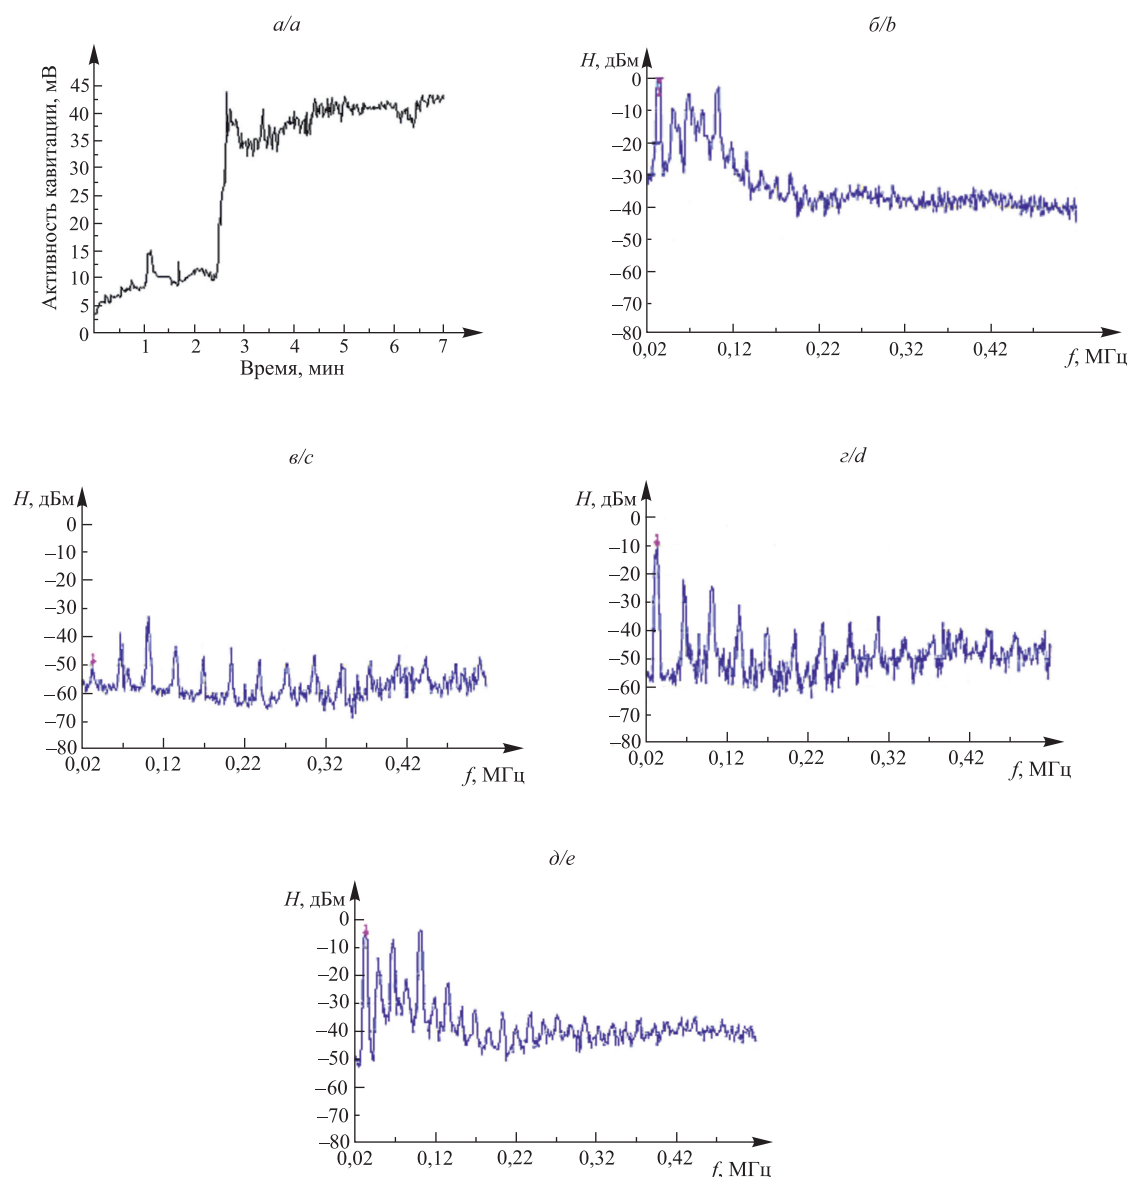 а/a
Активность кавитации, мВ
45
40
35
30
25
20
15
10
5
0
1 2 3 4 5 6 7
Время, мин
б/b
H, дБм
0
–10
–20
–30
–40
–50
–60
–70
–80
0,02 0,12 0,22 0,32 0,42
f, МГц
в/c
H, дБм
0
–10
–20
–30
–40
–50
–60
–70
–80
0,02 0,12 0,22 0,32 0,42
f, МГц
г/d
H, дБм
0
–10
–20
–30
–40
–50
–60
–70
–80
0,02 0,12 0,22 0,32 0,42
f, МГц
д/e
H, дБм
0
–10
–20
–30
–40
–50
–60
–70
–80
0,02 0,12 0,22 0,32 0,42
f, МГц